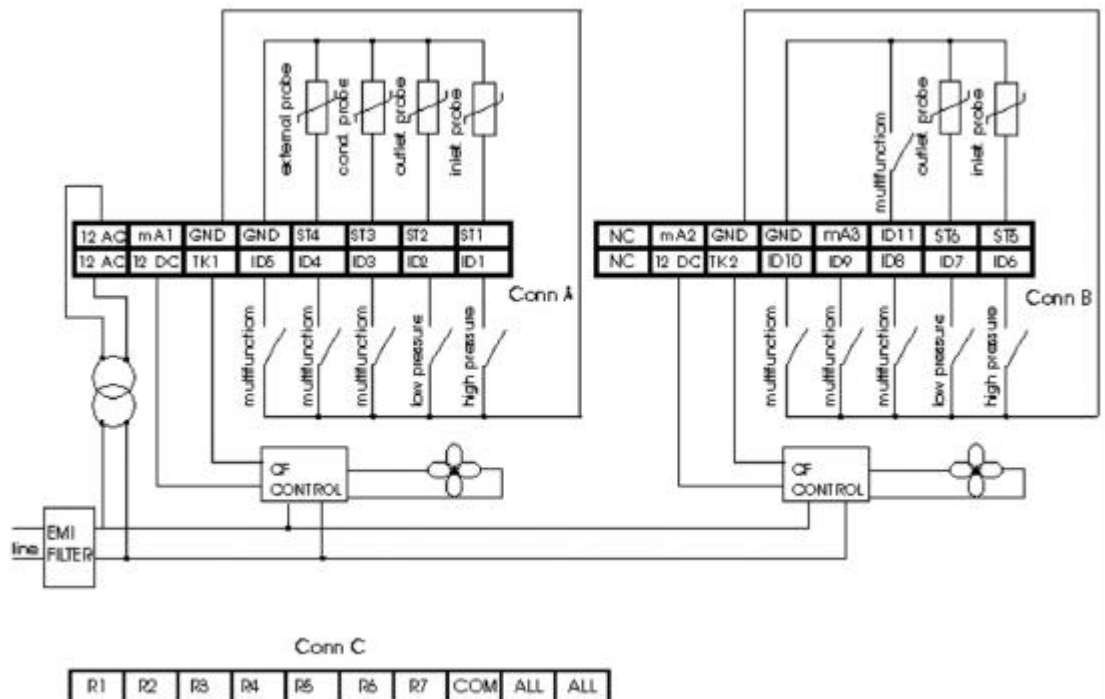 external probe
cond. probe
outlet probe
inlet probe
multifunction
outlet probe
inlet probe
12 AC mA1 GND GND ST4 ST3 ST2 ST1
12 AC 12 DC TK1 ID5 ID4 ID3 ID2 ID1
Conn A
NC mA2 GND GND mA3 ID11 ST6 ST5
NC 12 DC TK2 ID10 ID9 ID8 ID7 ID6
Conn B
multifunction
multifunction
multifunction
low pressure
high pressure
multifunction
multifunction
multifunction
low pressure
high pressure
CF
CONTROL
CF
CONTROL
EMI
FILTER
line
Conn C
R1 R2 R3 R4 R5 R6 R7 COM ALL ALL